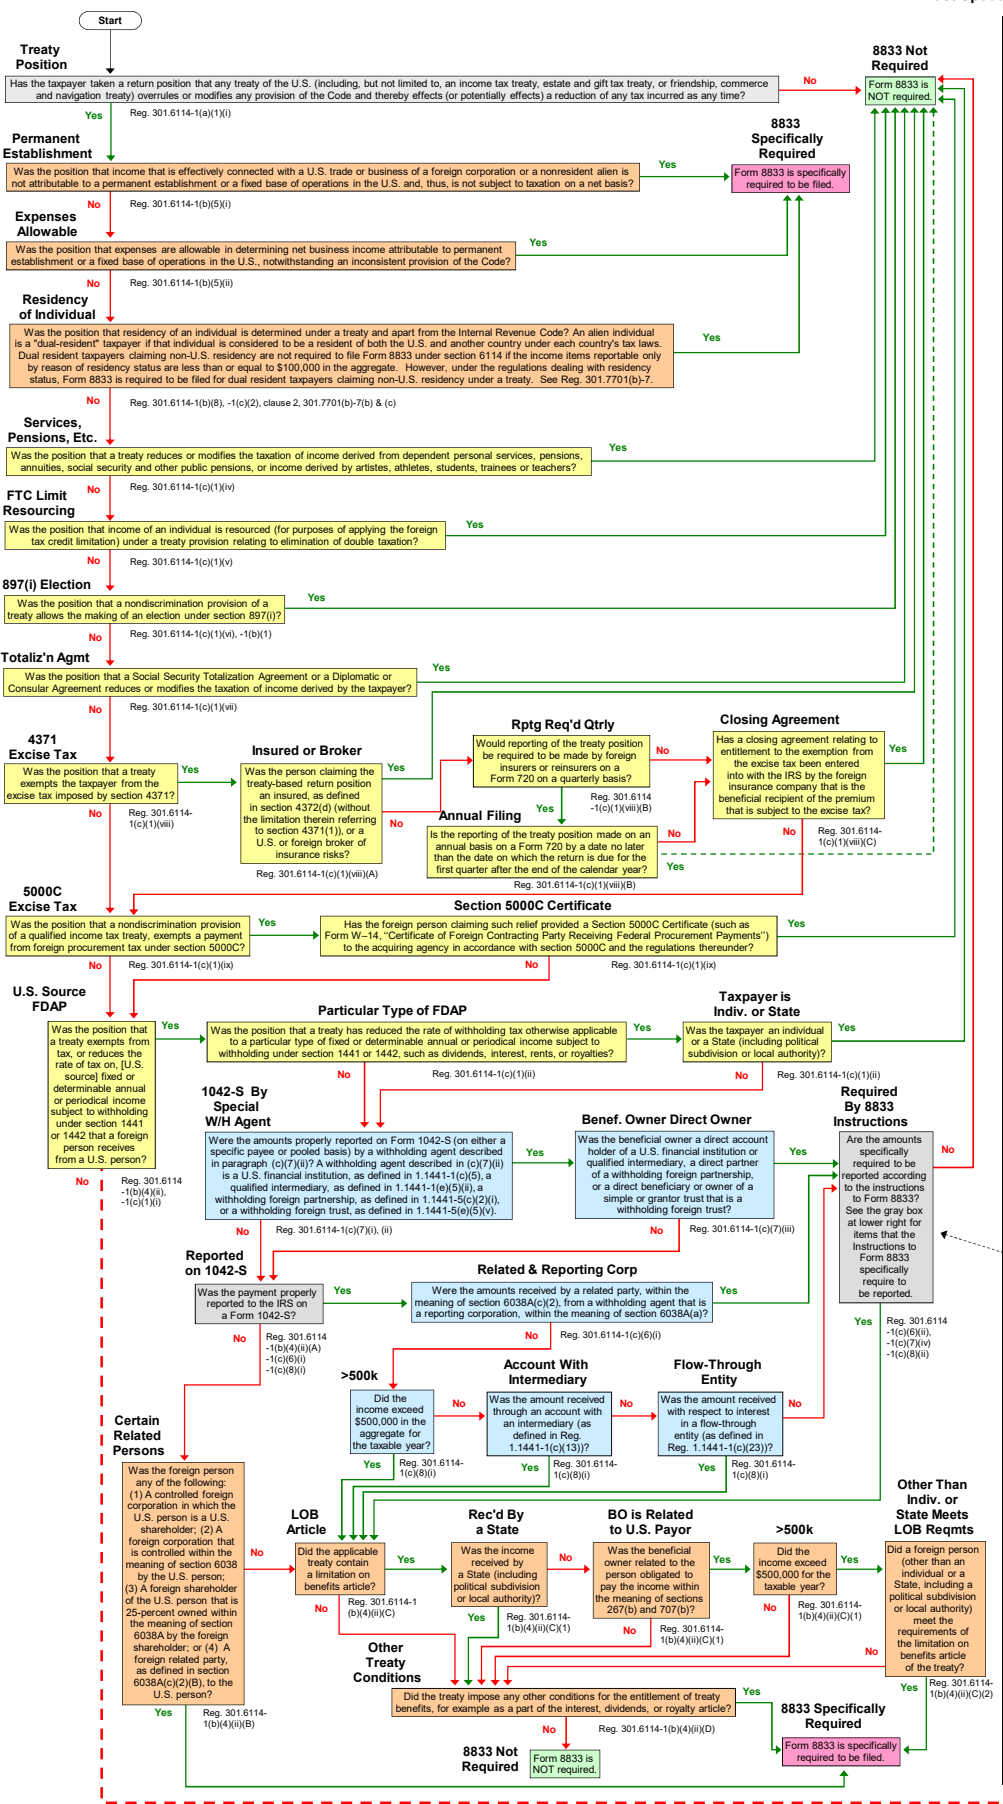 Start
Treaty
Position
8833 Not
Required
Has the taxpayer taken a return position that any treaty of the U.S. (including, but not limited to, an income tax treaty, estate and gift tax treaty, or friendship, commerce
and navigation treaty) overrules or modifies any provision of the Code and thereby effects (or potentially effects) a reduction of any tax incurred as any time?
No
Form 8833 is
NOT required.
Yes
Reg. 301.6114-1(a)(1)(i)
8833
Specifically
Required
Permanent
Establishment
Was the position that income that is effectively connected with a U.S. trade or business of a foreign corporation or a nonresident alien is
not attributable to a permanent establishment or a fixed base of operations in the U.S. and, thus, is not subject to taxation on a net basis?
Yes
Form 8833 is specifically
required to be filed.
No
Reg. 301.6114-1(b)(5)(i)
Expenses
Allowable
Was the position that expenses are allowable in determining net business income attributable to permanent
establishment or a fixed base of operations in the U.S., notwithstanding an inconsistent provision of the Code?
Yes
No
Reg. 301.6114-1(b)(5)(ii)
Residency
of Individual
Was the position that residency of an individual is determined under a treaty and apart from the Internal Revenue Code? An alien individual
is a "dual-resident" taxpayer if that individual is considered to be a resident of both the U.S. and another country under each country's tax laws.
Dual resident taxpayers claiming non-U.S. residency are not required to file Form 8833 under section 6114 if the income items reportable only
by reason of residency status are less than or equal to $100,000 in the aggregate. However, under the regulations dealing with residency
status, Form 8833 is required to be filed for dual resident taxpayers claiming non-U.S. residency under a treaty. See Reg. 301.7701(b)-7.
Yes
No
Reg. 301.6114-1(b)(8), -1(c)(2), clause 2, 301.7701(b)-7(b) & (c)
Services,
Pensions, Etc.
Was the position that a treaty reduces or modifies the taxation of income derived from dependent personal services, pensions,
annuities, social security and other public pensions, or income derived by artistes, athletes, students, trainees or teachers?
Yes
No
Reg. 301.6114-1(c)(1)(iv)
FTC Limit
Resourcing
Was the position that income of an individual is resourced (for purposes of applying the foreign
tax credit limitation) under a treaty provision relating to elimination of double taxation?
Yes
No
Reg. 301.6114-1(c)(1)(v)
897(i) Election
Was the position that a nondiscrimination provision of a
treaty allows the making of an election under section 897(i)?
Yes
No
Reg. 301.6114-1(c)(1)(vi), -1(b)(1)
Totaliz'n Agmt
Was the position that a Social Security Totalization Agreement or a Diplomatic or
Consular Agreement reduces or modifies the taxation of income derived by the taxpayer?
Yes
No
Reg. 301.6114-1(c)(1)(vii)
4371
Excise Tax
Was the position that a treaty
exempts the taxpayer from the
excise tax imposed by section 4371?
Yes
No
Reg. 301.6114-
1(c)(1)(viii)
Insured or Broker
Was the person claiming the
treaty-based return position
an insured, as defined
in section 4372(d) (without
the limitation therein referring
to section 4371(1)), or a
U.S. or foreign broker of
insurance risks?
Yes
No
Reg. 301.6114-1(c)(1)(viii)(A)
Rptg Req'd Qtrly
Would reporting of the treaty position
be required to be made by foreign
insurers or reinsurers on a
Form 720 on a quarterly basis?
No
Yes
Reg. 301.6114
-1(c)(1)(viii)(B)
Annual Filing
Is the reporting of the treaty position made on an
annual basis on a Form 720 by a date no later
than the date on which the return is due for the
first quarter after the end of the calendar year?
No
Yes
Reg. 301.6114-1(c)(1)(viii)(B)
Closing Agreement
Has a closing agreement relating to
entitlement to the exemption from
the excise tax been entered
into with the IRS by the foreign
insurance company that is the
beneficial recipient of the premium
that is subject to the excise tax?
Yes
No
Reg. 301.6114-
1(c)(1)(viii)(C)
5000C
Excise Tax
Was the position that a nondiscrimination provision
of a qualified income tax treaty, exempts a payment
from foreign procurement tax under section 5000C?
Yes
No
Reg. 301.6114-1(c)(1)(ix)
Section 5000C Certificate
Has the foreign person claiming such relief provided a Section 5000C Certificate (such as
Form W–14, “Certificate of Foreign Contracting Party Receiving Federal Procurement Payments”)
to the acquiring agency in accordance with section 5000C and the regulations thereunder?
Yes
No
Reg. 301.6114-1(c)(1)(ix)
U.S. Source
FDAP
Was the position that
a treaty exempts from
tax, or reduces the
rate of tax on, [U.S.
source] fixed or
determinable annual
or periodical income
subject to withholding
under section 1441
or 1442 that a foreign
person receives
from a U.S. person?
Yes
No
Reg. 301.6114
-1(b)(4)(ii),
-1(c)(1)(i)
Particular Type of FDAP
Was the position that a treaty has reduced the rate of withholding tax otherwise applicable
to a particular type of fixed or determinable annual or periodical income subject to
withholding under section 1441 or 1442, such as dividends, interest, rents, or royalties?
Yes
No
Reg. 301.6114-1(c)(1)(ii)
Taxpayer is
Indiv. or State
Was the taxpayer an individual
or a State (including political
subdivision or local authority)?
Yes
No
Reg. 301.6114-1(c)(1)(ii)
1042-S By
Special
W/H Agent
Were the amounts properly reported on Form 1042-S (on either a
specific payee or pooled basis) by a withholding agent described
in paragraph (c)(7)(ii)? A withholding agent described in (c)(7)(ii)
is a U.S. financial institution, as defined in 1.1441-1(c)(5), a
qualified intermediary, as defined in 1.1441-1(e)(5)(ii), a
withholding foreign partnership, as defined in 1.1441-5(c)(2)(i),
or a withholding foreign trust, as defined in 1.1441-5(e)(5)(v).
Yes
No
Reg. 301.6114-1(c)(7)(i), (ii)
Benef. Owner Direct Owner
Was the beneficial owner a direct account
holder of a U.S. financial institution or
qualified intermediary, a direct partner
of a withholding foreign partnership,
or a direct beneficiary or owner of a
simple or grantor trust that is a
withholding foreign trust?
Yes
No
Reg. 301.6114-1(c)(7)(iii)
Required
By 8833
Instructions
Are the amounts
specifically
required to be
reported according
to the instructions
to Form 8833?
See the gray box
at lower right for
items that the
Instructions to
Form 8833
specifically
require to
be reported.
No
Yes
Reg. 301.6114
-1(c)(6)(ii),
-1(c)(7)(iv)
-1(c)(8)(ii)
Reported
on 1042-S
Was the payment properly
reported to the IRS on
a Form 1042-S?
Yes
No
Reg. 301.6114
-1(b)(4)(ii)(A)
-1(c)(6)(i)
-1(c)(8)(i)
Related & Reporting Corp
Were the amounts received by a related party, within the
meaning of section 6038A(c)(2), from a withholding agent that is
a reporting corporation, within the meaning of section 6038A(a)?
Yes
No
Reg. 301.6114-1(c)(6)(i)
>500k
Did the
income exceed
$500,000 in the
aggregate for
the taxable year?
No
Yes
Reg. 301.6114-
1(c)(8)(i)
Account With
Intermediary
Was the amount received
through an account with
an intermediary (as
defined in Reg.
1.1441-1(c)(13))?
No
Yes
Reg. 301.6114-
1(c)(8)(i)
Flow-Through
Entity
Was the amount received
with respect to interest
in a flow-through
entity (as defined in
Reg. 1.1441-1(c)(23))?
No
Yes
Reg. 301.6114-
1(c)(8)(i)
Certain
Related
Persons
Was the foreign person
any of the following:
(1) A controlled foreign
corporation in which the
U.S. person is a U.S.
shareholder; (2) A
foreign corporation that
is controlled within the
meaning of section 6038
by the U.S. person;
(3) A foreign shareholder
of the U.S. person that is
25-percent owned within the
meaning of section
6038A by the foreign
shareholder; or (4) A
foreign related party,
as defined in section
6038A(c)(2)(B), to the
U.S. person?
No
Yes
Reg. 301.6114-
1(b)(4)(ii)(B)
LOB
Article
Did the applicable
treaty contain
a limitation on
benefits article?
Yes
No
Reg. 301.6114-1
(b)(4)(ii)(C)
Rec'd By
a State
Was the income
received by
a State (including
political subdivision
or local authority)?
No
Yes
Reg. 301.6114-
1(b)(4)(ii)(C)(1)
BO is Related
to U.S. Payor
Was the beneficial
owner related to the
person obligated to
pay the income within
the meaning of sections
267(b) and 707(b)?
Yes
No
Reg. 301.6114-
1(b)(4)(ii)(C)(1)
>500k
Did the
income exceed
$500,000 for the
taxable year?
Yes
No
Reg. 301.6114-
1(b)(4)(ii)(C)(1)
Other Than
Indiv. or
State Meets
LOB Reqmts
Did a foreign person
(other than an
individual or a
State, including a
political subdivision
or local authority)
meet the
requirements of
the limitation on
benefits article
of the treaty?
No
Yes
Reg. 301.6114-
1(b)(4)(ii)(C)(2)
Other
Treaty
Conditions
Did the treaty impose any other conditions for the entitlement of treaty
benefits, for example as a part of the interest, dividends, or royalty article?
Yes
No
Reg. 301.6114-1(b)(4)(ii)(D)
8833 Not
Required
Form 8833 is
NOT required.
8833 Specifically
Required
Form 8833 is specifically
required to be filed.